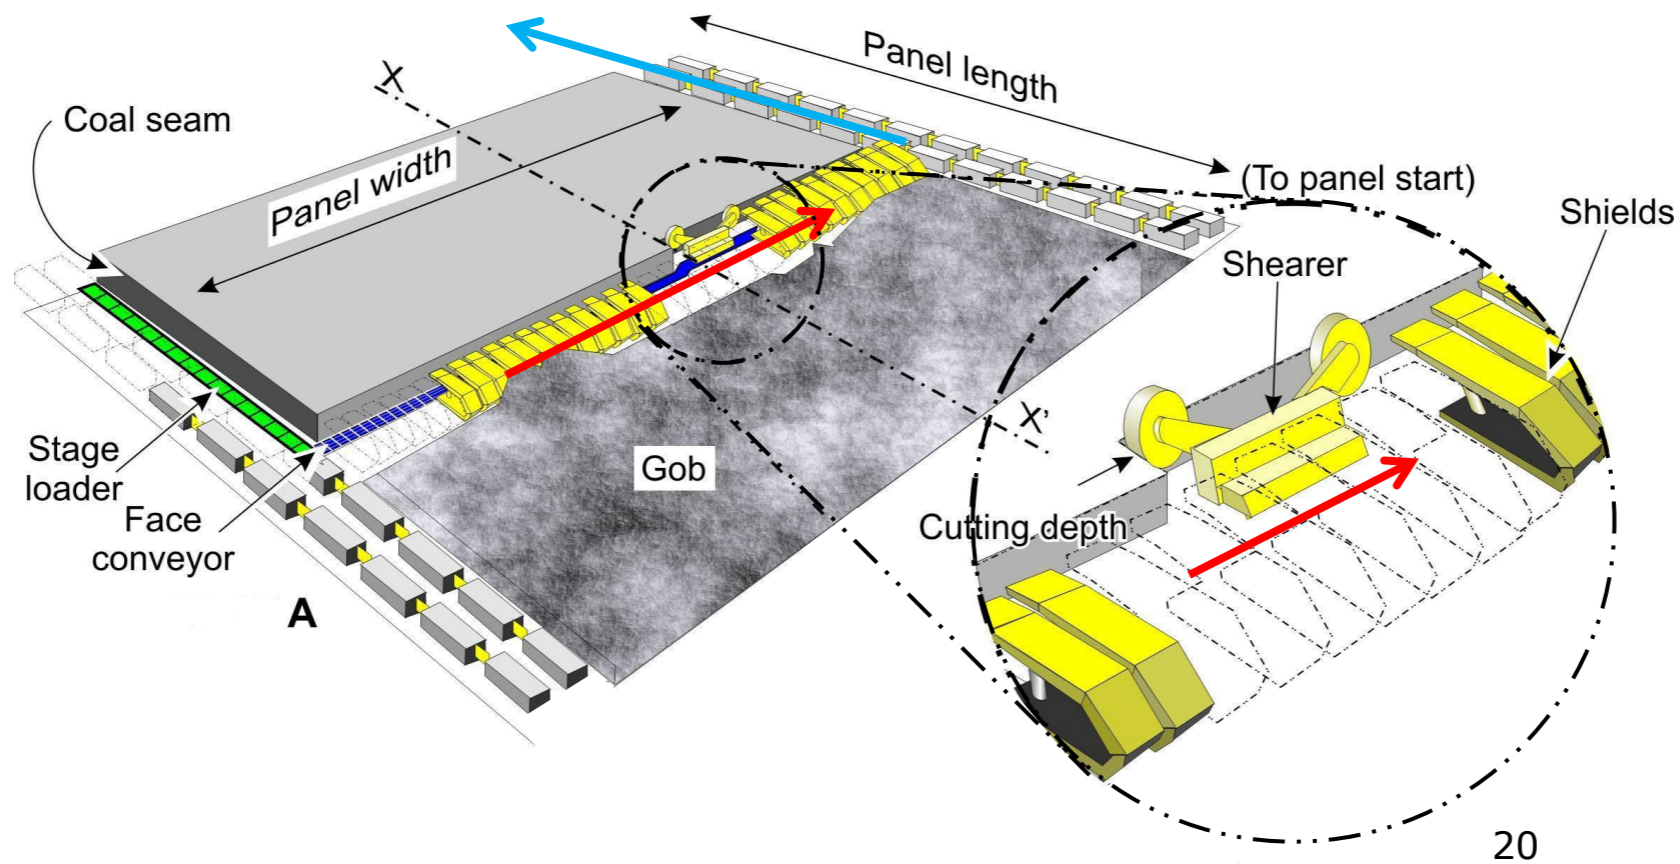 Panel length
X
Coal seam
Panel width
(To panel start)
Shields
Shearer
X'
Gob
Stage
loader
Face
conveyor
Cutting depth
A
20